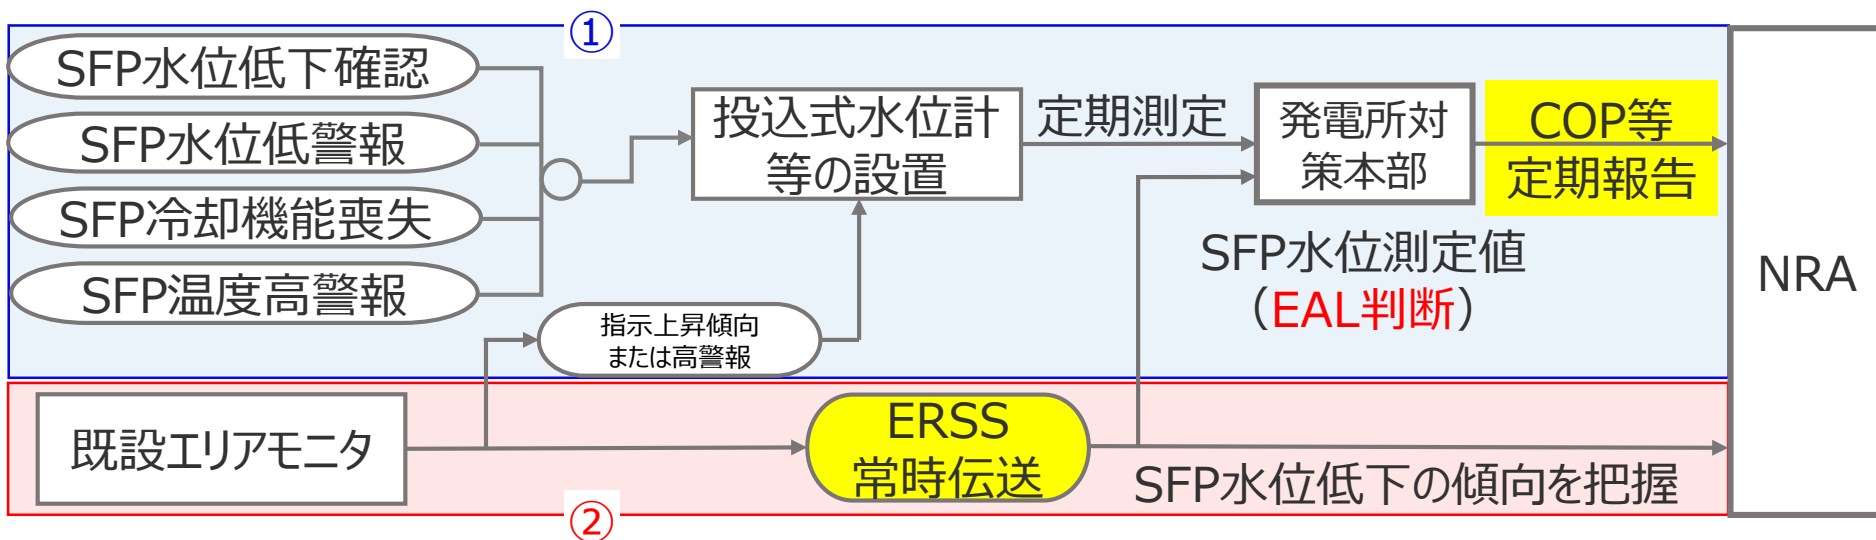 ①
SFP水位低下確認
SFP水位低警報
SFP冷却機能喪失
SFP温度高警報
指示上昇傾向
または高警報
投込式水位計
等の設置
定期測定
発電所対
策本部
COP等
定期報告
SFP水位測定値
（EAL判断）
NRA
既設エリアモニタ
ERSS
常時伝送
SFP水位低下の傾向を把握
②